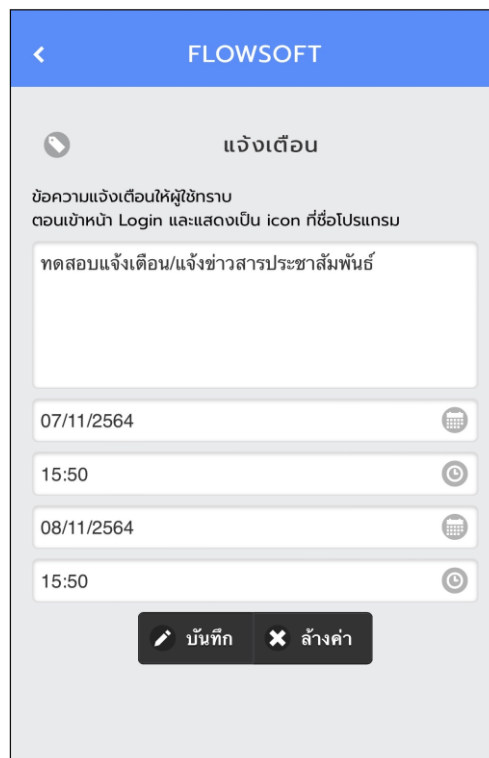 FLOWSOFT
แจ้งเตือน
ข้อความแจ้งเตือนให้ผู้ใช้ทราบ
ตอนเข้าหน้า Login และแสดงเป็น icon ที่ชื่อโปรแกรม
ทดสอบแจ้งเตือน/แจ้งข่าวสารประชาสัมพันธ์
07/11/2564
15:50
08/11/2564
15:50
บันทึก ล้างค่า